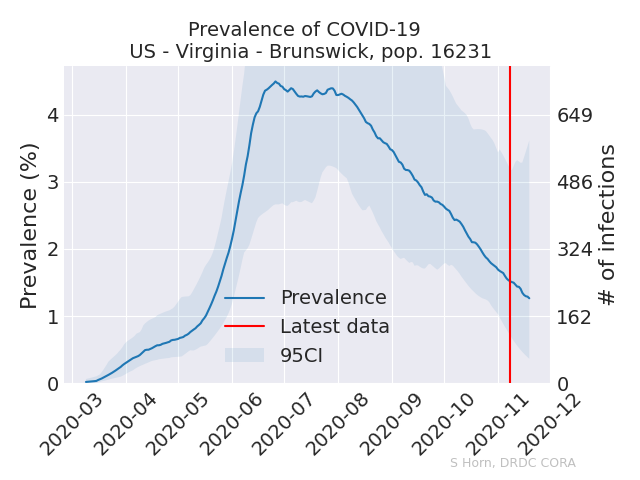 Prevalence of COVID-19
US - Virginia - Brunswick, pop. 16231
Prevalence (%)
4
3
2
1
0
649
486
324
162
0
# of infections
Prevalence
Latest data
95CI
2020-03
2020-04
2020-05
2020-06
2020-07
2020-08
2020-09
2020-10
2020-11
2020-12
S Horn, DRDC CORA